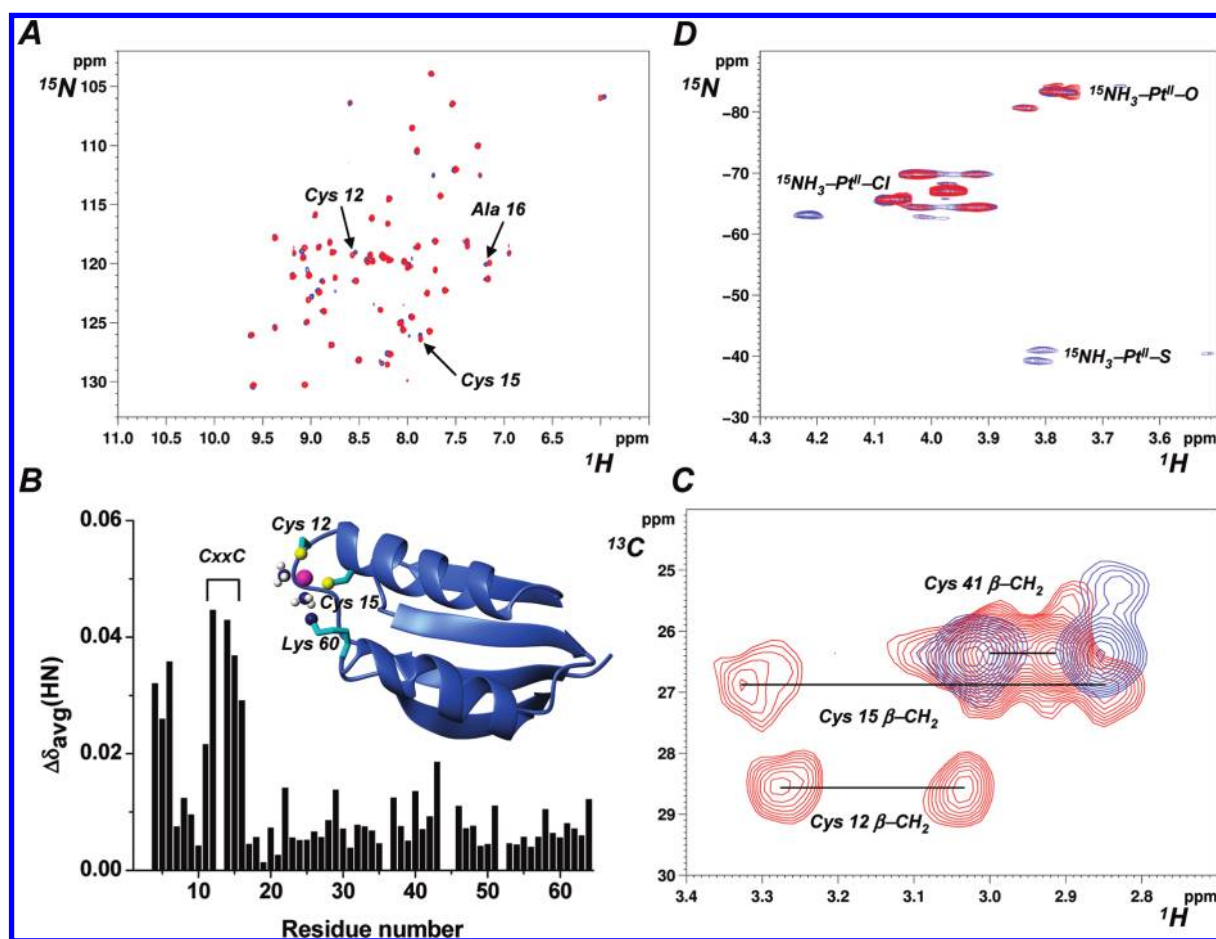 A
ppm
15N
105
110
115
120
125
130
Cys 12
Ala 16
Cys 15
11.0 10.5 10.0 9.5 9.0 8.5 8.0 7.5 7.0 6.5 ppm
1H
D
ppm
15N
−80
−70
−60
−50
−40
−30
15NH3−PtII−O
15NH3−PtII−Cl
15NH3−PtII−S
4.3 4.2 4.1 4.0 3.9 3.8 3.7 3.6 ppm
1H
B
Δδavg(HN)
0.06
0.04
0.02
0.00
CxxC
Cys 12
Cys 15
Lys 60
10 20 30 40 50 60
Residue number
C
ppm
13C
25
26
27
28
29
30
Cys 41 β−CH2
Cys 15 β−CH2
Cys 12 β−CH2
3.4 3.3 3.2 3.1 3.0 2.9 2.8 ppm
1H